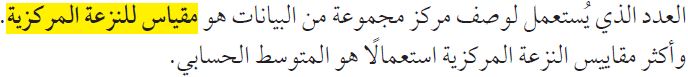 العدد الذي يُستعمل لوصف مركز مجموعة من البيانات هو مقياس للنزعة المركزية.
وأكثر مقاييس النزعة المركزية استعمالًا هو المتوسط الحسابي.